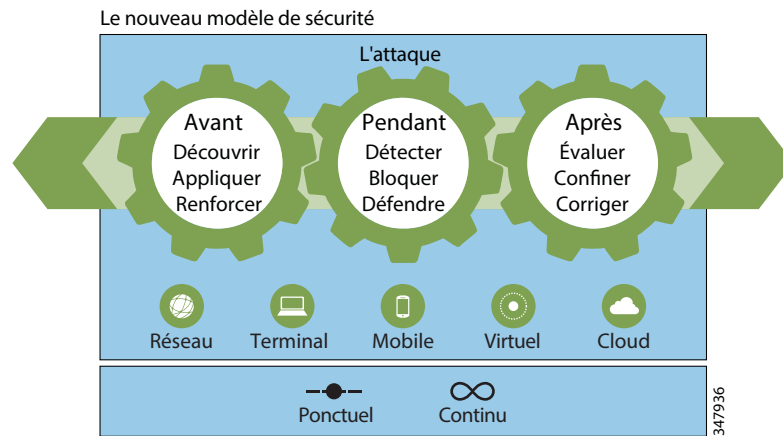 Le nouveau modèle de sécurité
L'attaque
Avant
Découvrir
Appliquer
Renforcer
Pendant
Détecter
Bloquer
Défendre
Après
Évaluer
Confiner
Corriger
Réseau
Terminal
Mobile
Virtuel
Cloud
Ponctuel
Continu
347936